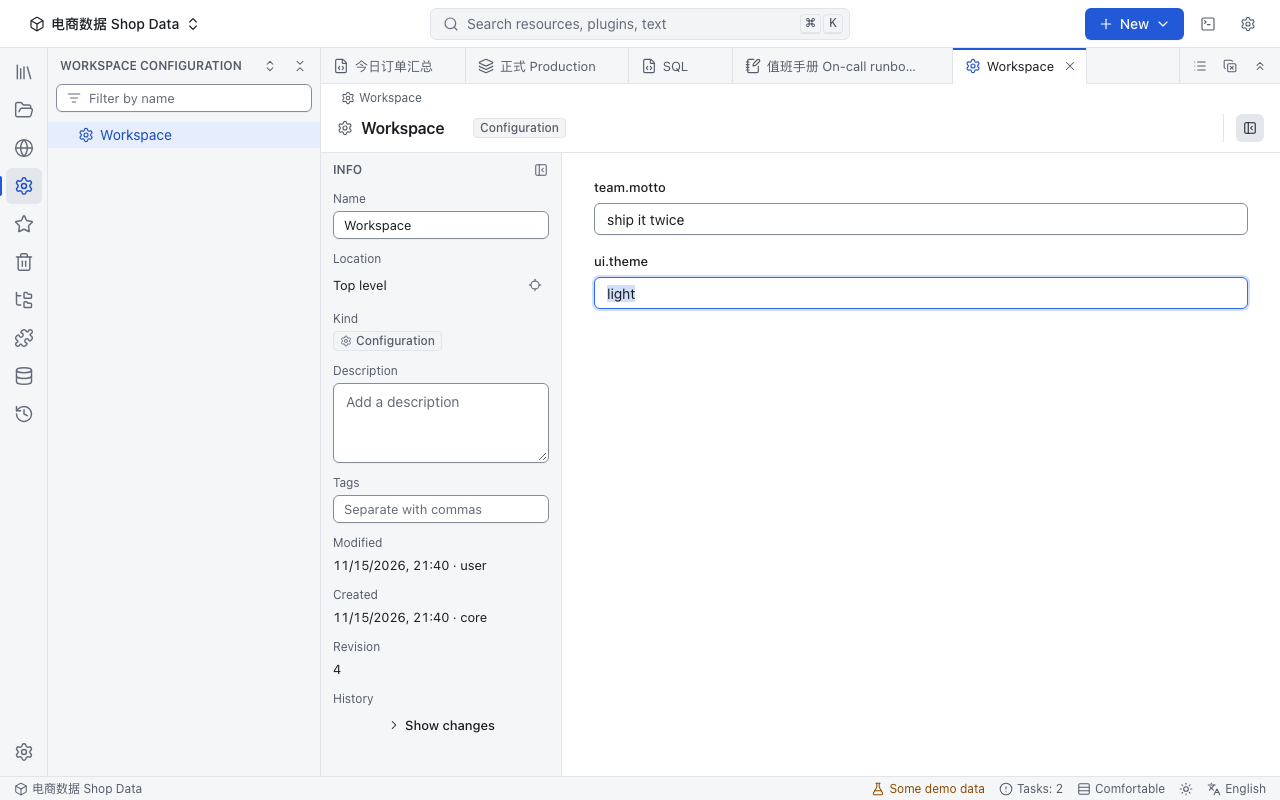 电商数据 Shop Data
Search resources, plugins, text
⌘ K
New
WORKSPACE CONFIGURATION
Filter by name
Workspace
今日订单汇总
正式 Production
SQL
值班手册 On-call runbo...
Workspace
Workspace
Workspace
Configuration
INFO
Name
Workspace
Location
Top level
Kind
Configuration
Description
Add a description
Tags
Separate with commas
Modified
11/15/2026, 21:40 · user
Created
11/15/2026, 21:40 · core
Revision
4
History
Show changes
team.motto
ship it twice
ui.theme
light
电商数据 Shop Data
Some demo data
Tasks: 2
Comfortable
English